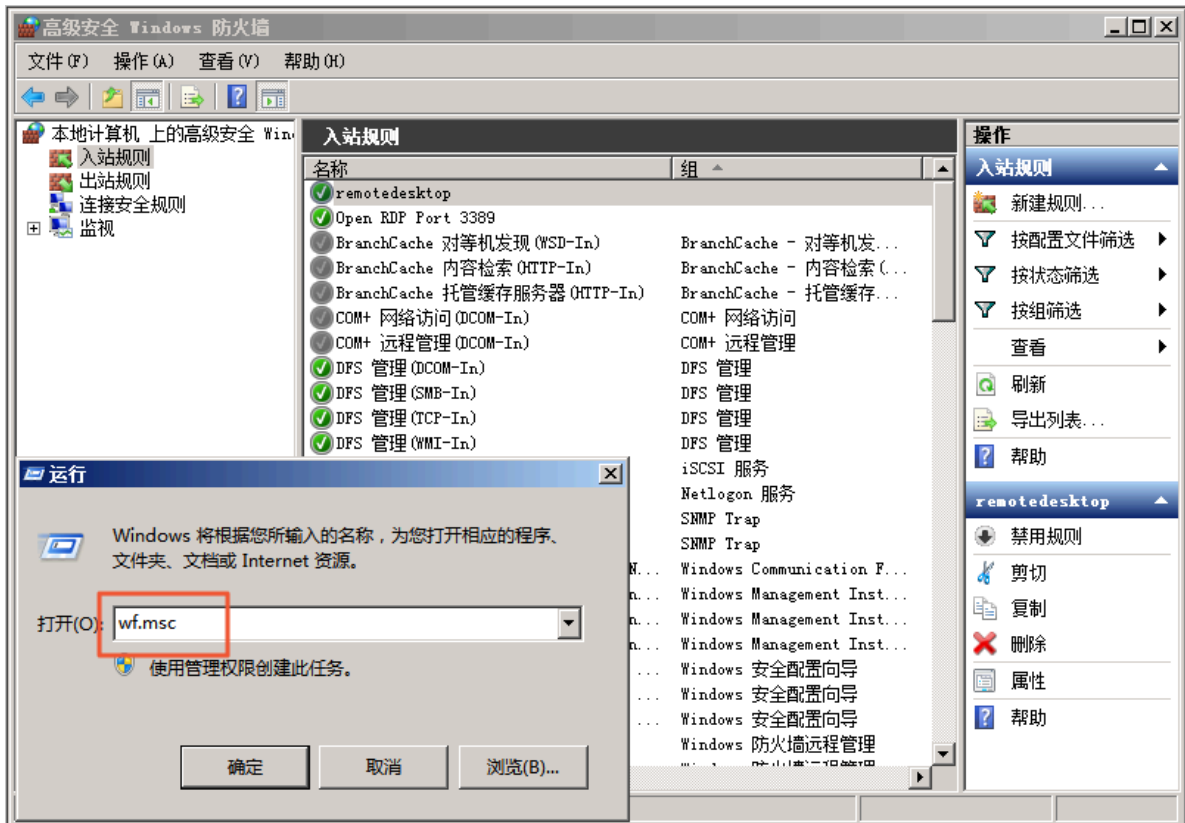 高级安全 Windows 防火墙
文件(F) 操作(A) 查看(V) 帮助(H)
本地计算机 上的高级安全 Win
入站规则
出站规则
连接安全规则
监视
入站规则
名称 组
remotedesktop
Open RDP Port 3389
BranchCache 对等机发现(WSD-In) BranchCache - 对等机发...
BranchCache 内容检索(HTTP-In) BranchCache - 内容检索(...
BranchCache 托管缓存服务器(HTTP-In) BranchCache - 托管缓存...
COM+ 网络访问(DCOM-In) COM+ 网络访问
COM+ 远程管理(DCOM-In) COM+ 远程管理
DFS 管理(DCOM-In) DFS 管理
DFS 管理(SMB-In) DFS 管理
DFS 管理(TCP-In) DFS 管理
DFS 管理(WMI-In) DFS 管理
iSCSI 服务
Netlogon 服务
SNMP Trap
SNMP Trap
N... Windows Communication F...
n... Windows Management Inst...
n... Windows Management Inst...
n... Windows Management Inst...
... Windows 安全配置向导
... Windows 安全配置向导
... Windows 安全配置向导
Windows 防火墙远程管理
操作
入站规则
新建规则...
按配置文件筛选
按状态筛选
按组筛选
查看
刷新
导出列表...
帮助
remotedesktop
禁用规则
剪切
复制
删除
属性
帮助
运行
Windows 将根据您所输入的名称，为您打开相应的程序、
文件夹、文档或 Internet 资源。
打开(O): wf.msc
使用管理权限创建此任务。
确定 取消 浏览(B)...